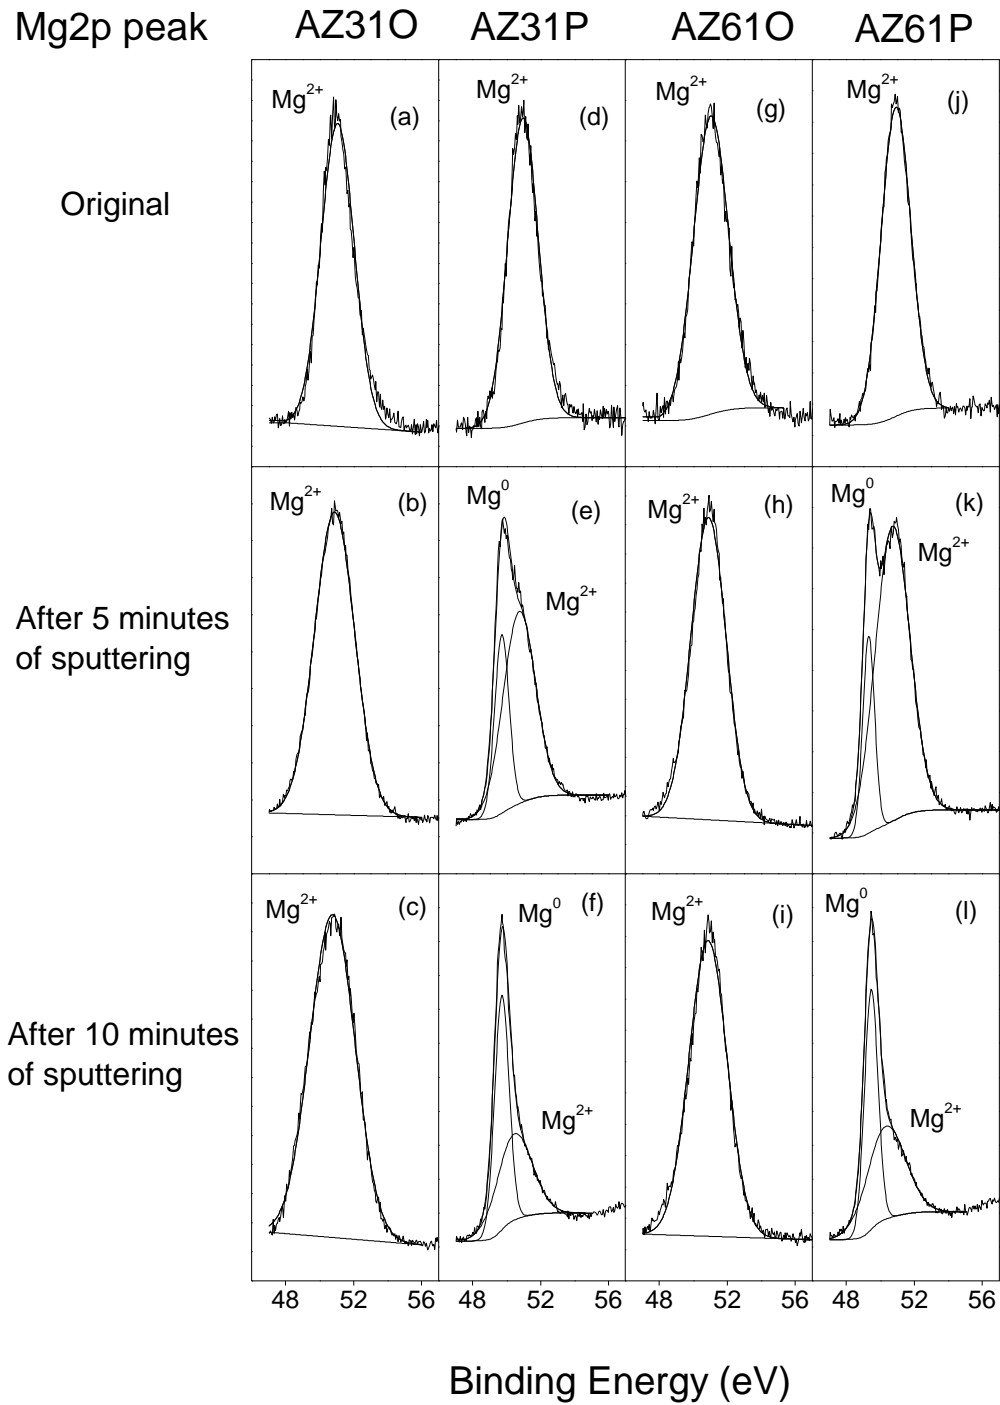 Mg2p peak AZ31O AZ31P AZ61O AZ61P
Mg2+ (a) Mg2+ (d) Mg2+ (g) Mg2+ (j)
Original
Mg2+ (b) Mg0 (e) Mg2+ (h) Mg0 (k)
Mg2+ Mg2+
After 5 minutes
of sputtering
Mg2+ (c) Mg0 (f) Mg2+ (i) Mg0 (l)
Mg2+ Mg2+
After 10 minutes
of sputtering
48 52 56 48 52 56 48 52 56 48 52 56
Binding Energy (eV)